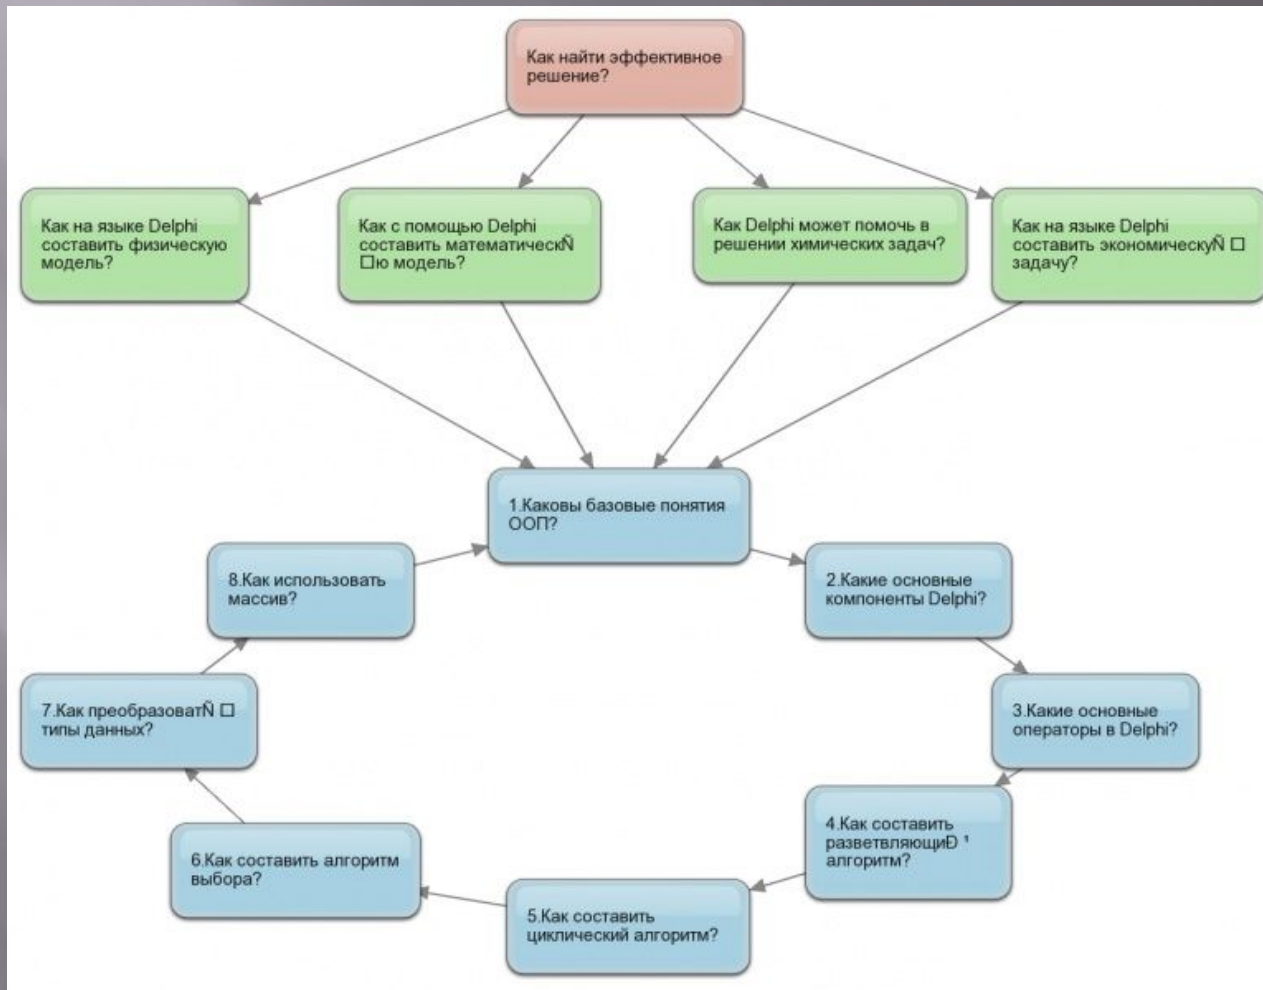 Как найти эффективное
решение?
Как на языке Delphi
составить физическую
модель?
Как с помощью Delphi
составить математическÑ
□ю модель?
Как Delphi может помочь в
решении химических задач?
Как на языке Delphi
составить экономическуÑ □
задачу?
1.Каковы базовые понятия
ООП?
8.Как использовать
массив?
2.Какие основные
компоненты Delphi?
7.Как преобразоватÑ □
типы данных?
3.Какие основные
операторы в Delphi?
4.Как составить
разветвляющиÐ ¹
алгоритм?
6.Как составить алгоритм
выбора?
5.Как составить
циклический алгоритм?